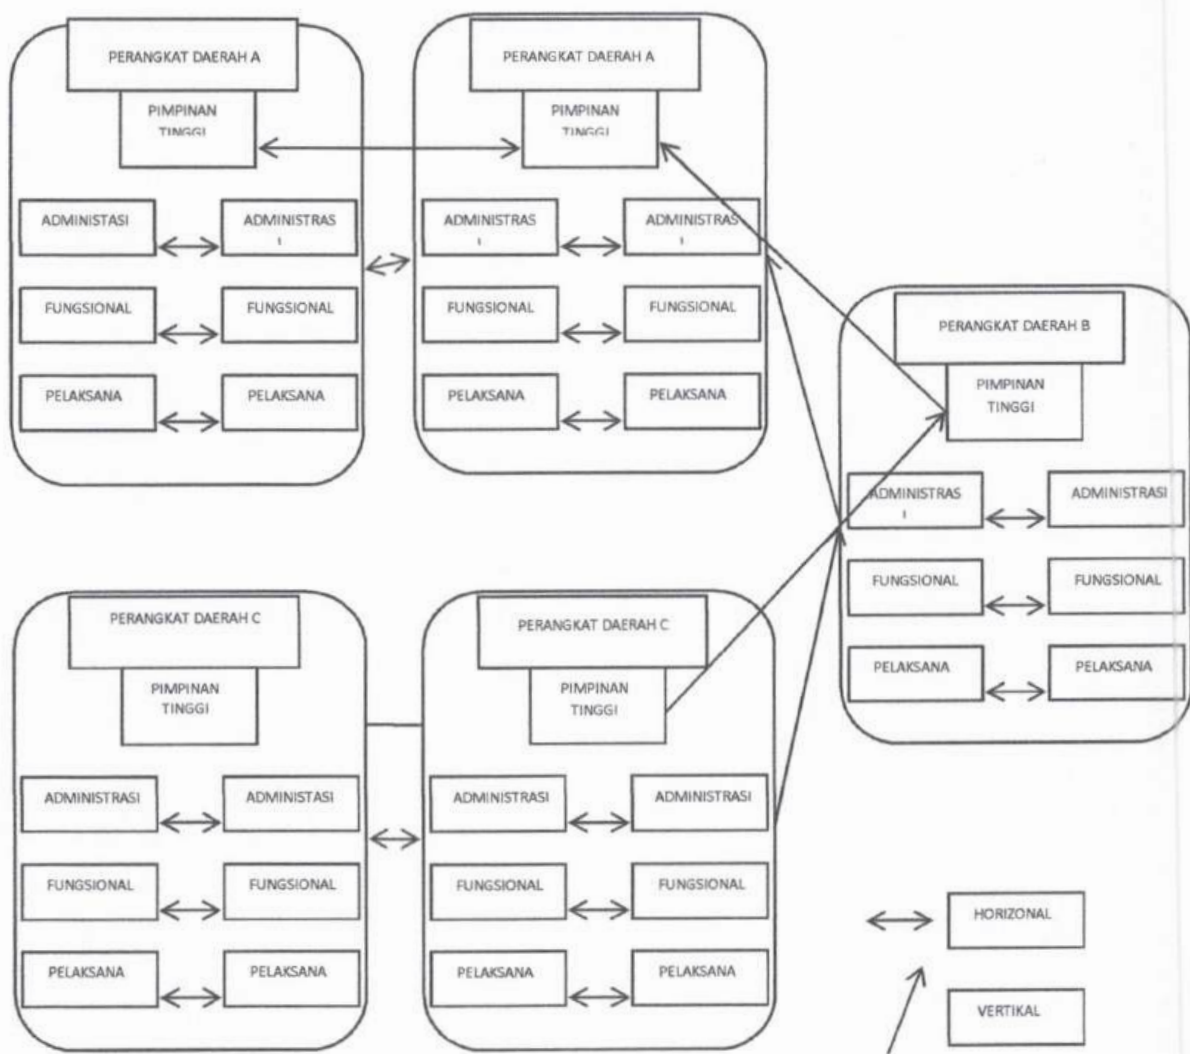 PERANGKAT DAERAH A
PIMPINAN
TINGGI
ADMINISTASI
ADMINISTRAS
I
FUNGSIONAL
FUNGSIONAL
PELAKSANA
PELAKSANA
PERANGKAT DAERAH A
PIMPINAN
TINGGI
ADMINISTRAS
I
ADMINISTRAS
I
FUNGSIONAL
FUNGSIONAL
PELAKSANA
PELAKSANA
PERANGKAT DAERAH B
PIMPINAN
TINGGI
ADMINISTRAS
I
ADMINISTRASI
FUNGSIONAL
FUNGSIONAL
PELAKSANA
PELAKSANA
PERANGKAT DAERAH C
PIMPINAN
TINGGI
ADMINISTRASI
ADMINISTASI
FUNGSIONAL
FUNGSIONAL
PELAKSANA
PELAKSANA
PERANGKAT DAERAH C
PIMPINAN
TINGGI
ADMINISTRASI
ADMINISTRASI
FUNGSIONAL
FUNGSIONAL
PELAKSANA
PELAKSANA
HORIZONAL
VERTIKAL